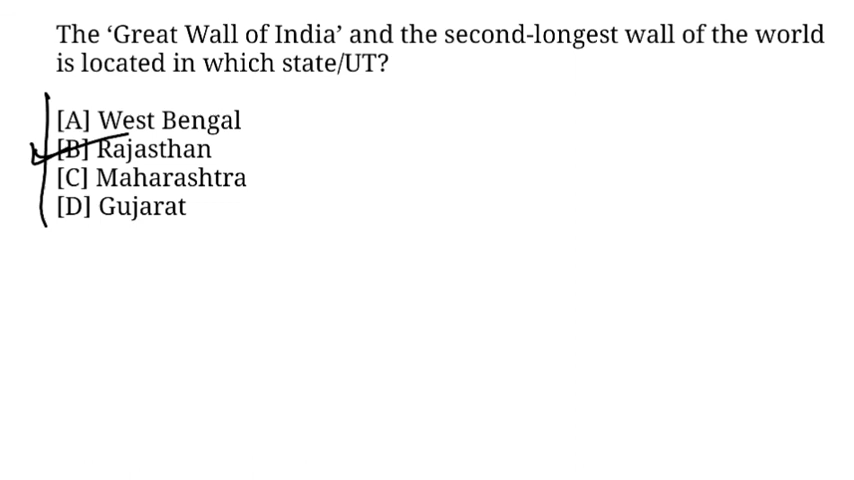 The ‘Great Wall of India’ and the second-longest wall of the world
is located in which state/UT?
[A] West Bengal
[B] Rajasthan
[C] Maharashtra
[D] Gujarat